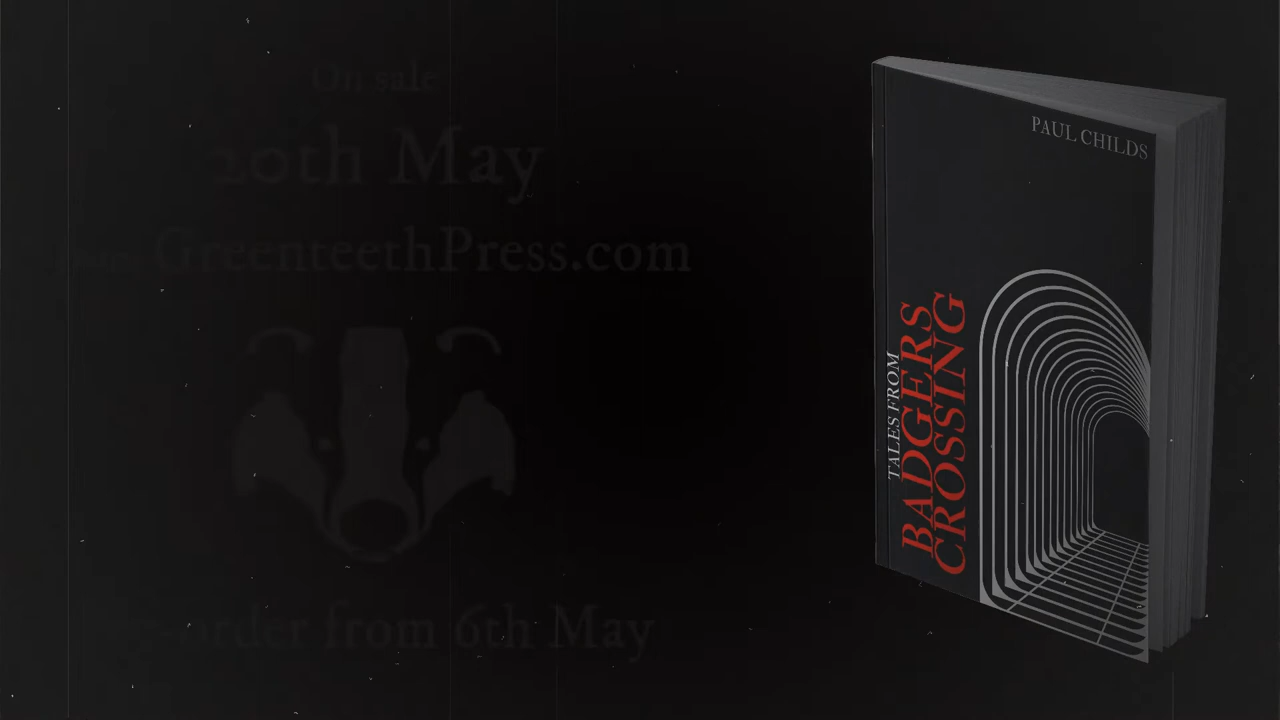 On sale
20th May
GreenteethPress.com
-order from 6th May
PAUL CHILDS
TALES FROM
BADGERS
CROSSING